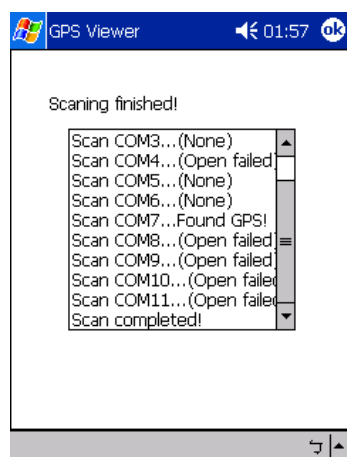 GPS Viewer 01:57 ok
Scaning finished!
Scan COM3...(None)
Scan COM4...(Open failed)
Scan COM5...(None)
Scan COM6...(None)
Scan COM7...Found GPS!
Scan COM8...(Open failed)
Scan COM9...(Open failed)
Scan COM10...(Open failed
Scan COM11...(Open failed
Scan completed!